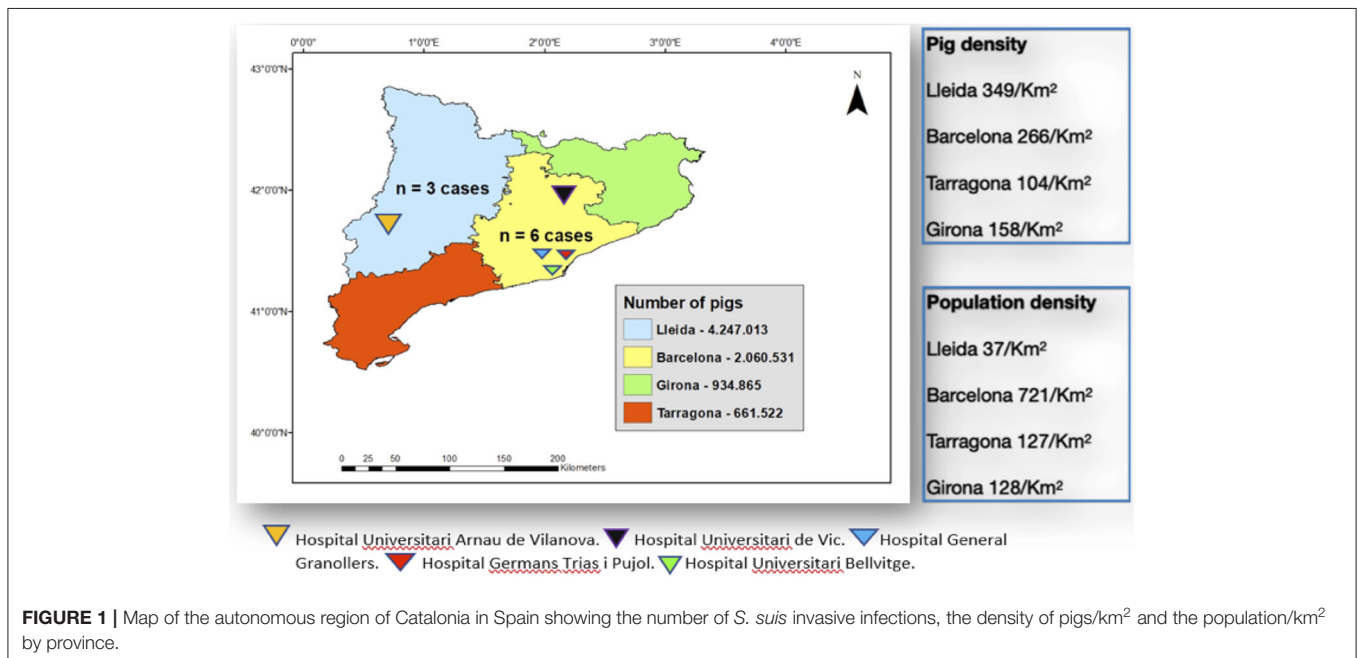 0°0'0"
1°0'0"E
2°0'0"E
3°0'0"E
4°0'0"E
43°0'0"N
42°0'0"N
41°0'0"N
40°0'0"N
N
n = 3 cases
n = 6 cases
Number of pigs
Lleida - 4.247.013
Barcelona - 2.060.531
Girona - 934.865
Tarragona - 661.522
0 25 50 100 150 200
Kilometers
Pig density
Lleida 349/Km²
Barcelona 266/Km²
Tarragona 104/Km²
Girona 158/Km²
Population density
Lleida 37/Km²
Barcelona 721/Km²
Tarragona 127/Km²
Girona 128/Km²
Hospital Universitari Arnau de Vilanova. Hospital Universitari de Vic. Hospital General
Granollers. Hospital Germans Trias i Pujol. Hospital Universitari Bellvitge.
FIGURE 1 | Map of the autonomous region of Catalonia in Spain showing the number of S. suis invasive infections, the density of pigs/km² and the population/km²
by province.